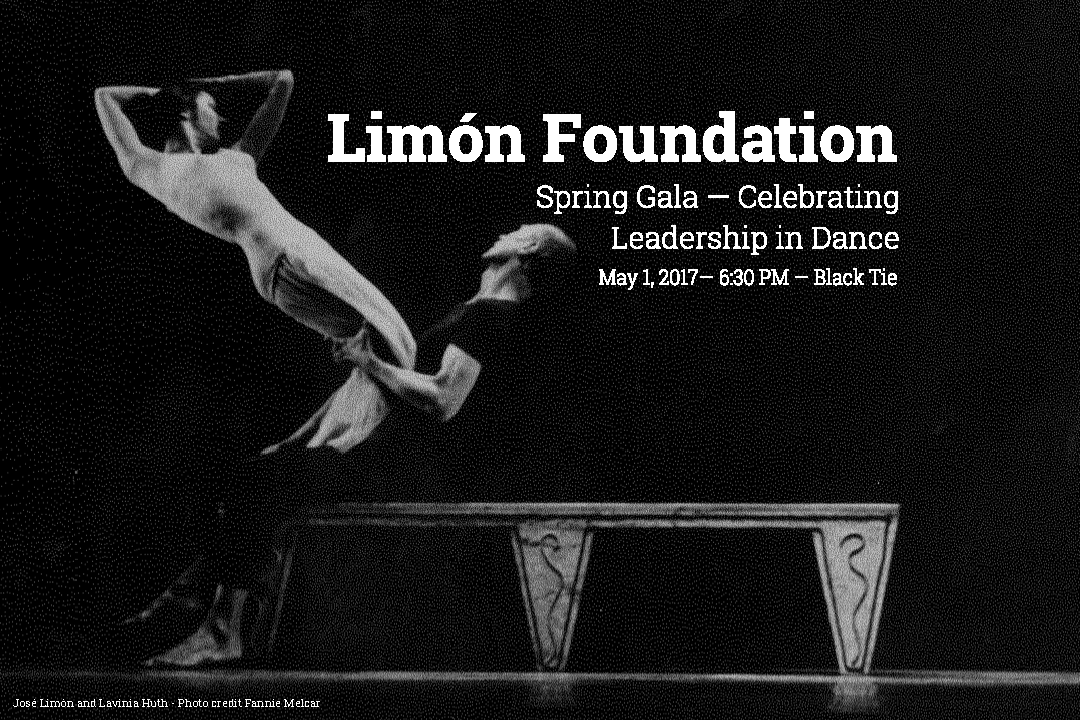 Limón Foundation
Spring Gala — Celebrating
Leadership in Dance
May 1, 2017— 6:30 PM — Black Tie
José Limón and Lavinia Huth - Photo credit Fannie Melcar